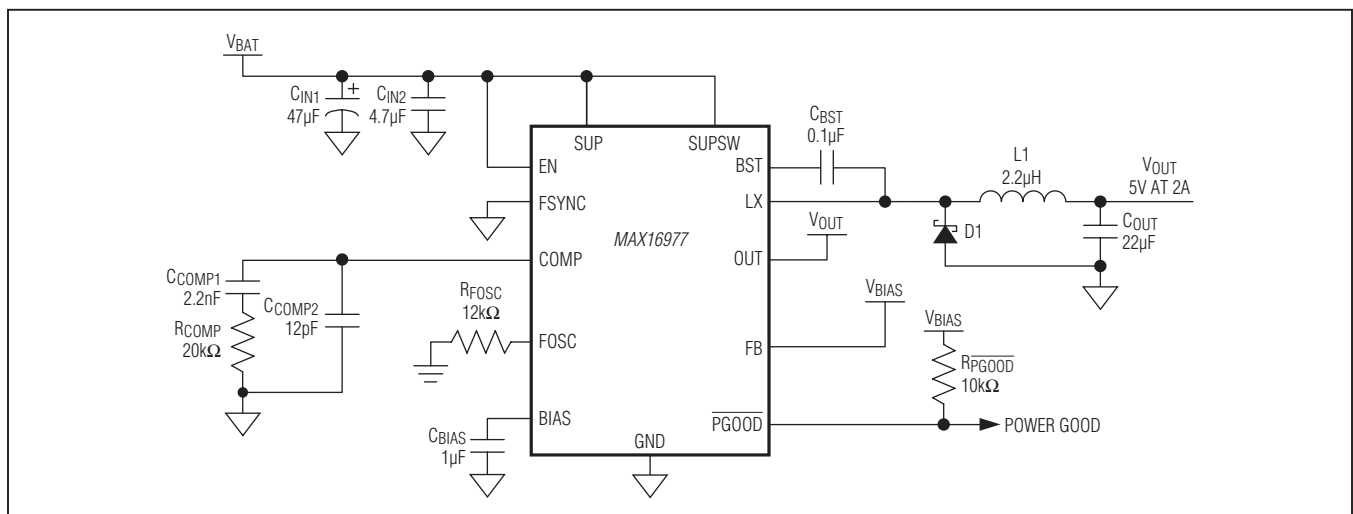 VBAT
CIN1
47µF
+
CIN2
4.7µF
SUP
SUPSW
EN
FSYNC
COMP
FOSC
BIAS
GND
BST
LX
OUT
FB
PGOOD
MAX16977
CBST
0.1µF
L1
2.2µH
VOUT
5V AT 2A
COUT
22µF
D1
VOUT
VBIAS
VBIAS
RPGOOD
10kΩ
POWER GOOD
CCOMP1
2.2nF
RCOMP
20kΩ
CCOMP2
12pF
RFOSC
12kΩ
CBIAS
1µF